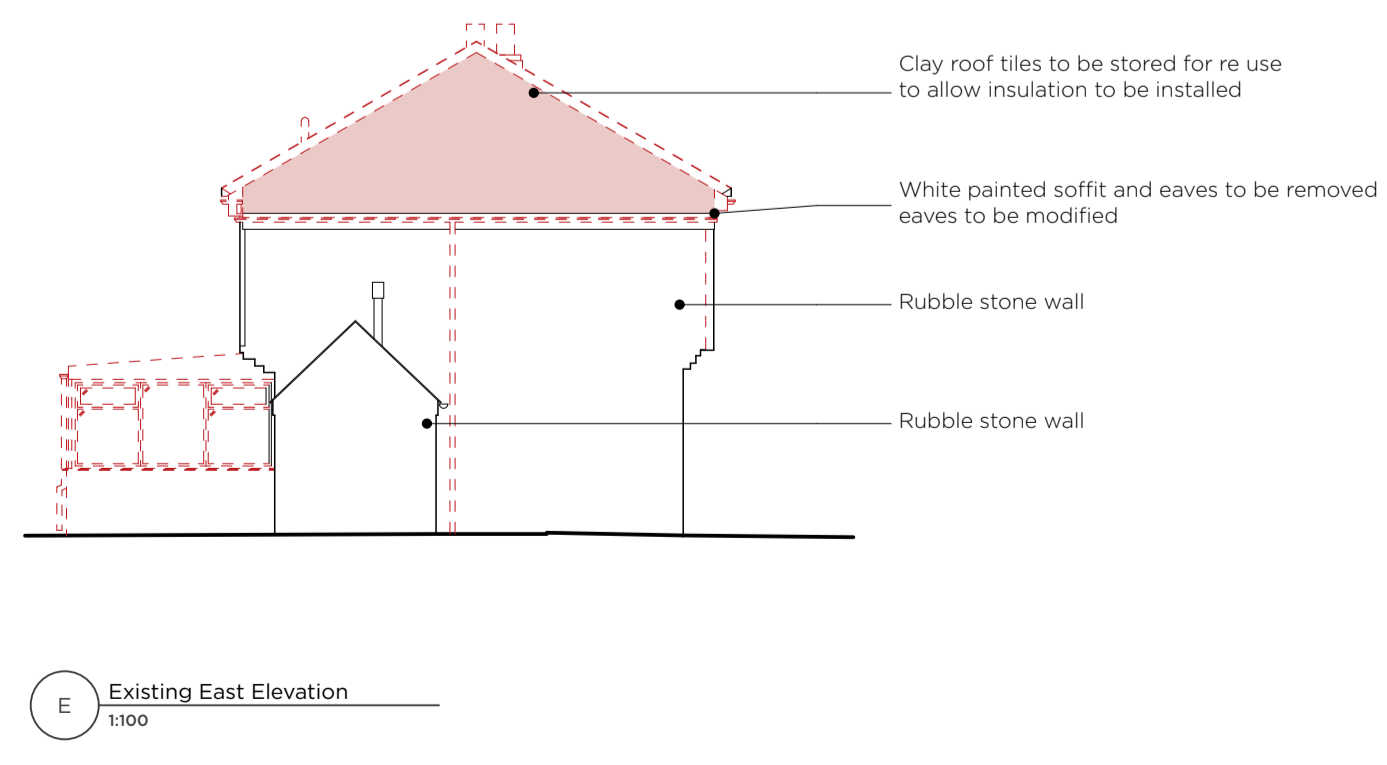 Clay roof tiles to be stored for re use
to allow insulation to be installed
White painted soffit and eaves to be removed
eaves to be modified
Rubble stone wall
Rubble stone wall
E
Existing East Elevation
1:100